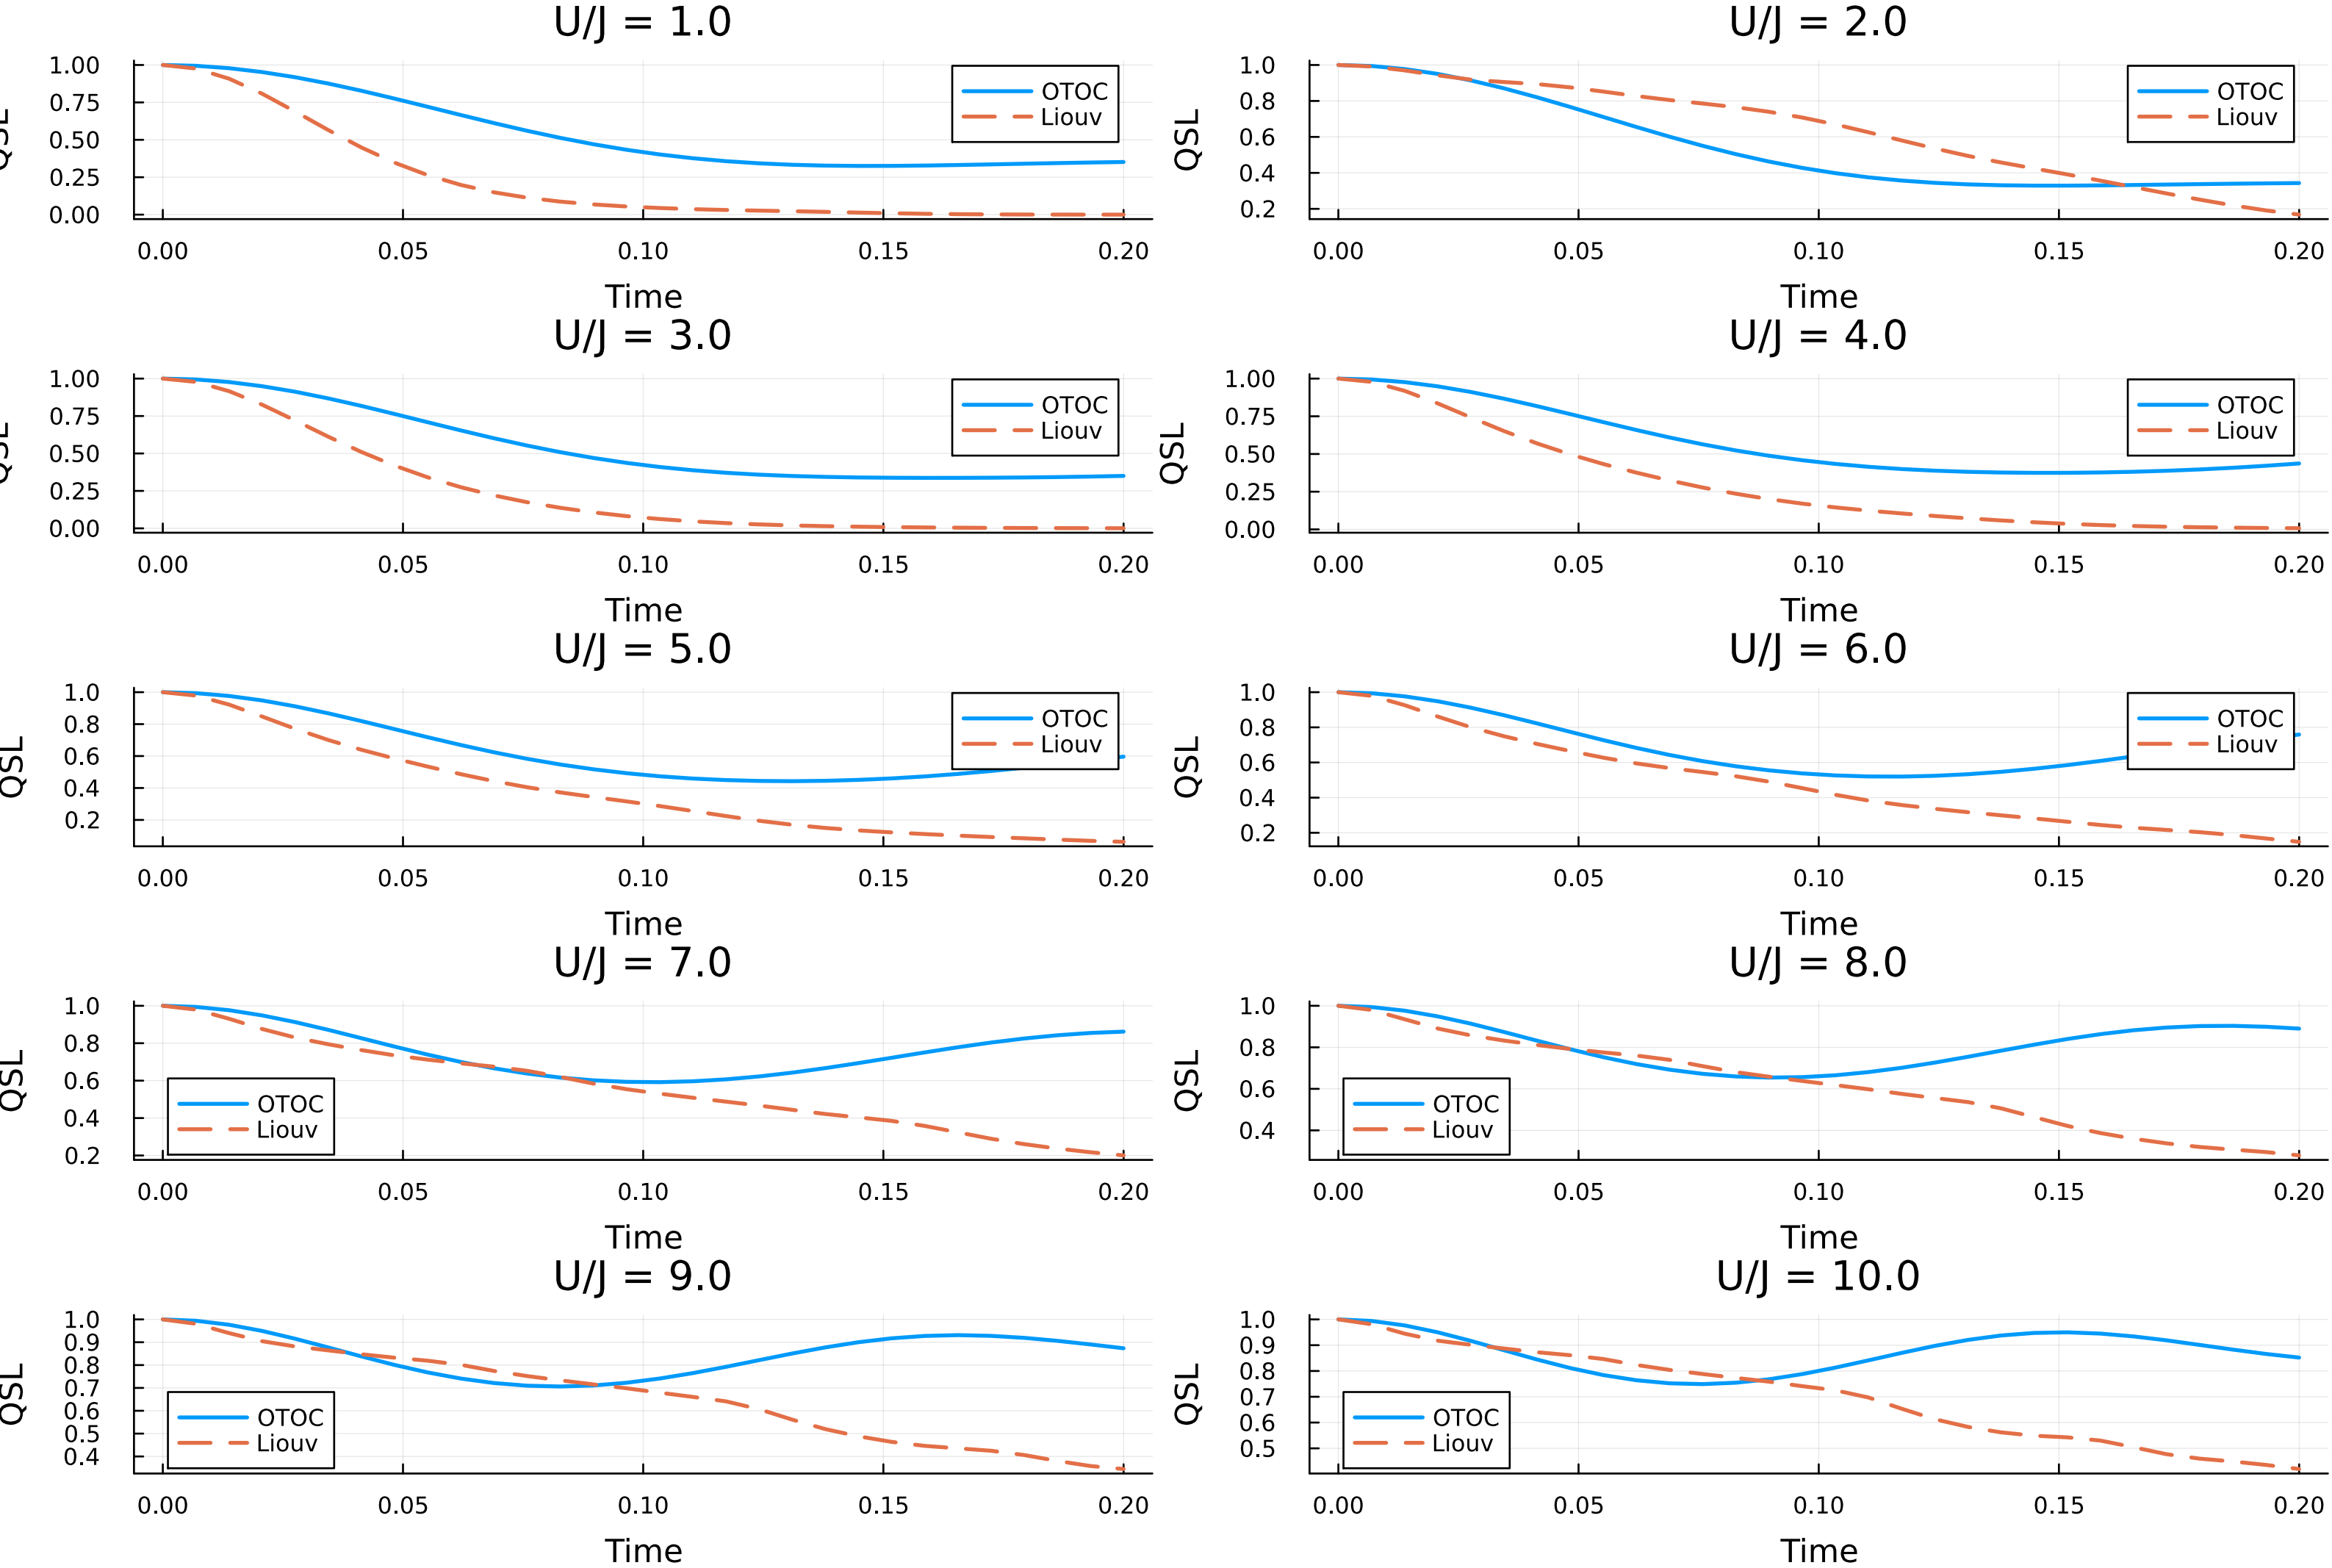 U/J = 1.0
QSL
1.00
0.75
0.50
0.25
0.00
OTOC
Liouv
0.00 0.05 0.10 0.15 0.20
Time
U/J = 2.0
QSL
1.0
0.8
0.6
0.4
0.2
OTOC
Liouv
0.00 0.05 0.10 0.15 0.20
Time
U/J = 3.0
QSL
1.00
0.75
0.50
0.25
0.00
OTOC
Liouv
0.00 0.05 0.10 0.15 0.20
Time
U/J = 4.0
QSL
1.00
0.75
0.50
0.25
0.00
OTOC
Liouv
0.00 0.05 0.10 0.15 0.20
Time
U/J = 5.0
QSL
1.0
0.8
0.6
0.4
0.2
OTOC
Liouv
0.00 0.05 0.10 0.15 0.20
Time
U/J = 6.0
QSL
1.0
0.8
0.6
0.4
0.2
OTOC
Liouv
0.00 0.05 0.10 0.15 0.20
Time
U/J = 7.0
QSL
1.0
0.8
0.6
0.4
0.2
OTOC
Liouv
0.00 0.05 0.10 0.15 0.20
Time
U/J = 8.0
QSL
1.0
0.8
0.6
0.4
OTOC
Liouv
0.00 0.05 0.10 0.15 0.20
Time
U/J = 9.0
QSL
1.0
0.9
0.8
0.7
0.6
0.5
0.4
OTOC
Liouv
0.00 0.05 0.10 0.15 0.20
Time
U/J = 10.0
QSL
1.0
0.9
0.8
0.7
0.6
0.5
OTOC
Liouv
0.00 0.05 0.10 0.15 0.20
Time